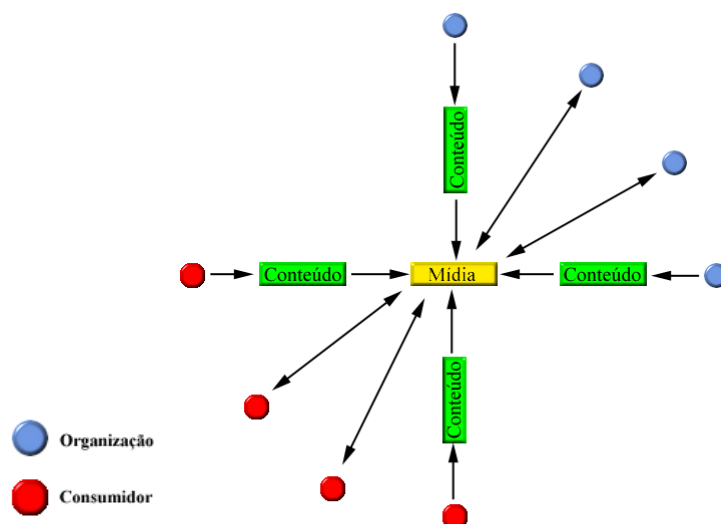 Conteúdo
Conteúdo
Mídia
Conteúdo
Conteúdo
Organização
Consumidor